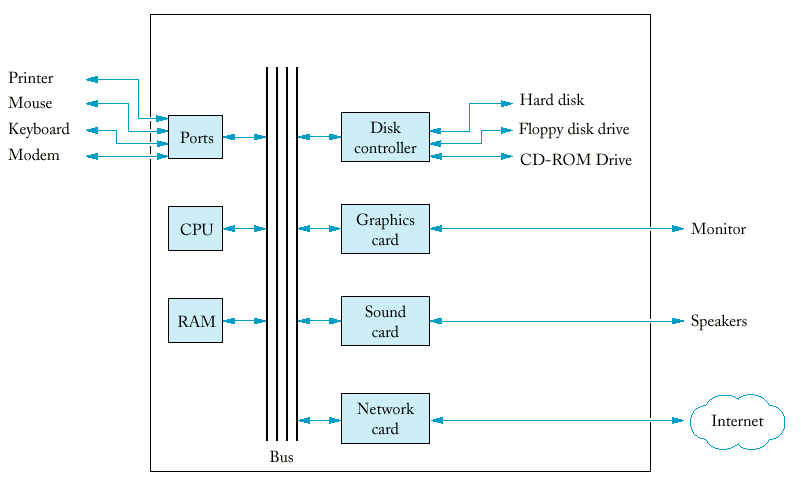 Printer
Mouse
Keyboard
Modem
Ports
CPU
RAM
Bus
Disk
controller
Graphics
card
Sound
card
Network
card
Hard disk
Floppy disk drive
CD-ROM Drive
Monitor
Speakers
Internet